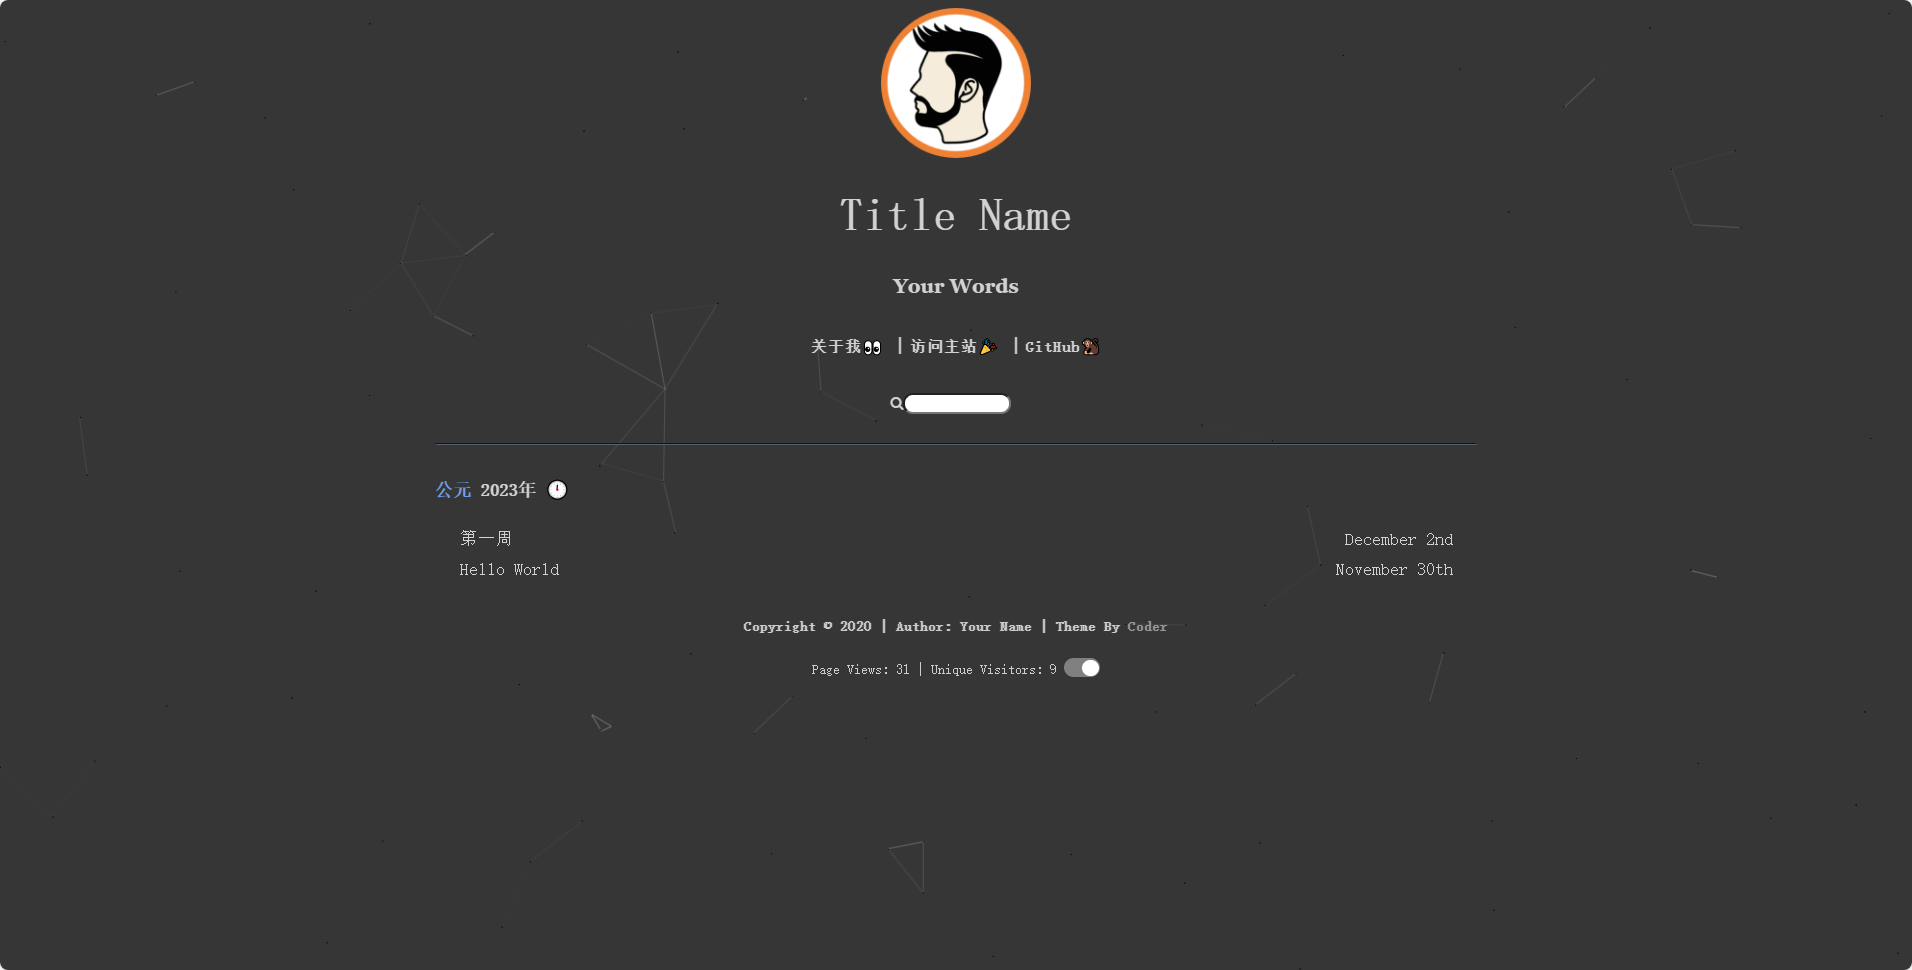 Title Name
Your Words
关于我👀 | 访问主站🎉 | GitHub🐒
公元 2023年 🕛
第一周 December 2nd
Hello World November 30th
Copyright © 2020 | Author: Your Name | Theme By Coder
Page Views: 31 | Unique Visitors: 9